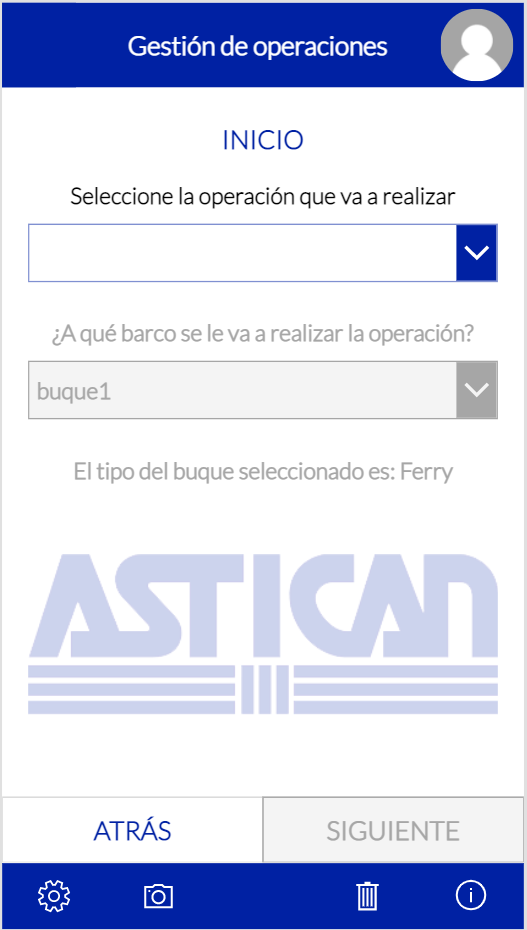 Gestión de operaciones
INICIO
Seleccione la operación que va a realizar
¿A qué barco se le va a realizar la operación?
buque1
El tipo del buque seleccionado es: Ferry
ASTICAN
ATRÁS
SIGUIENTE